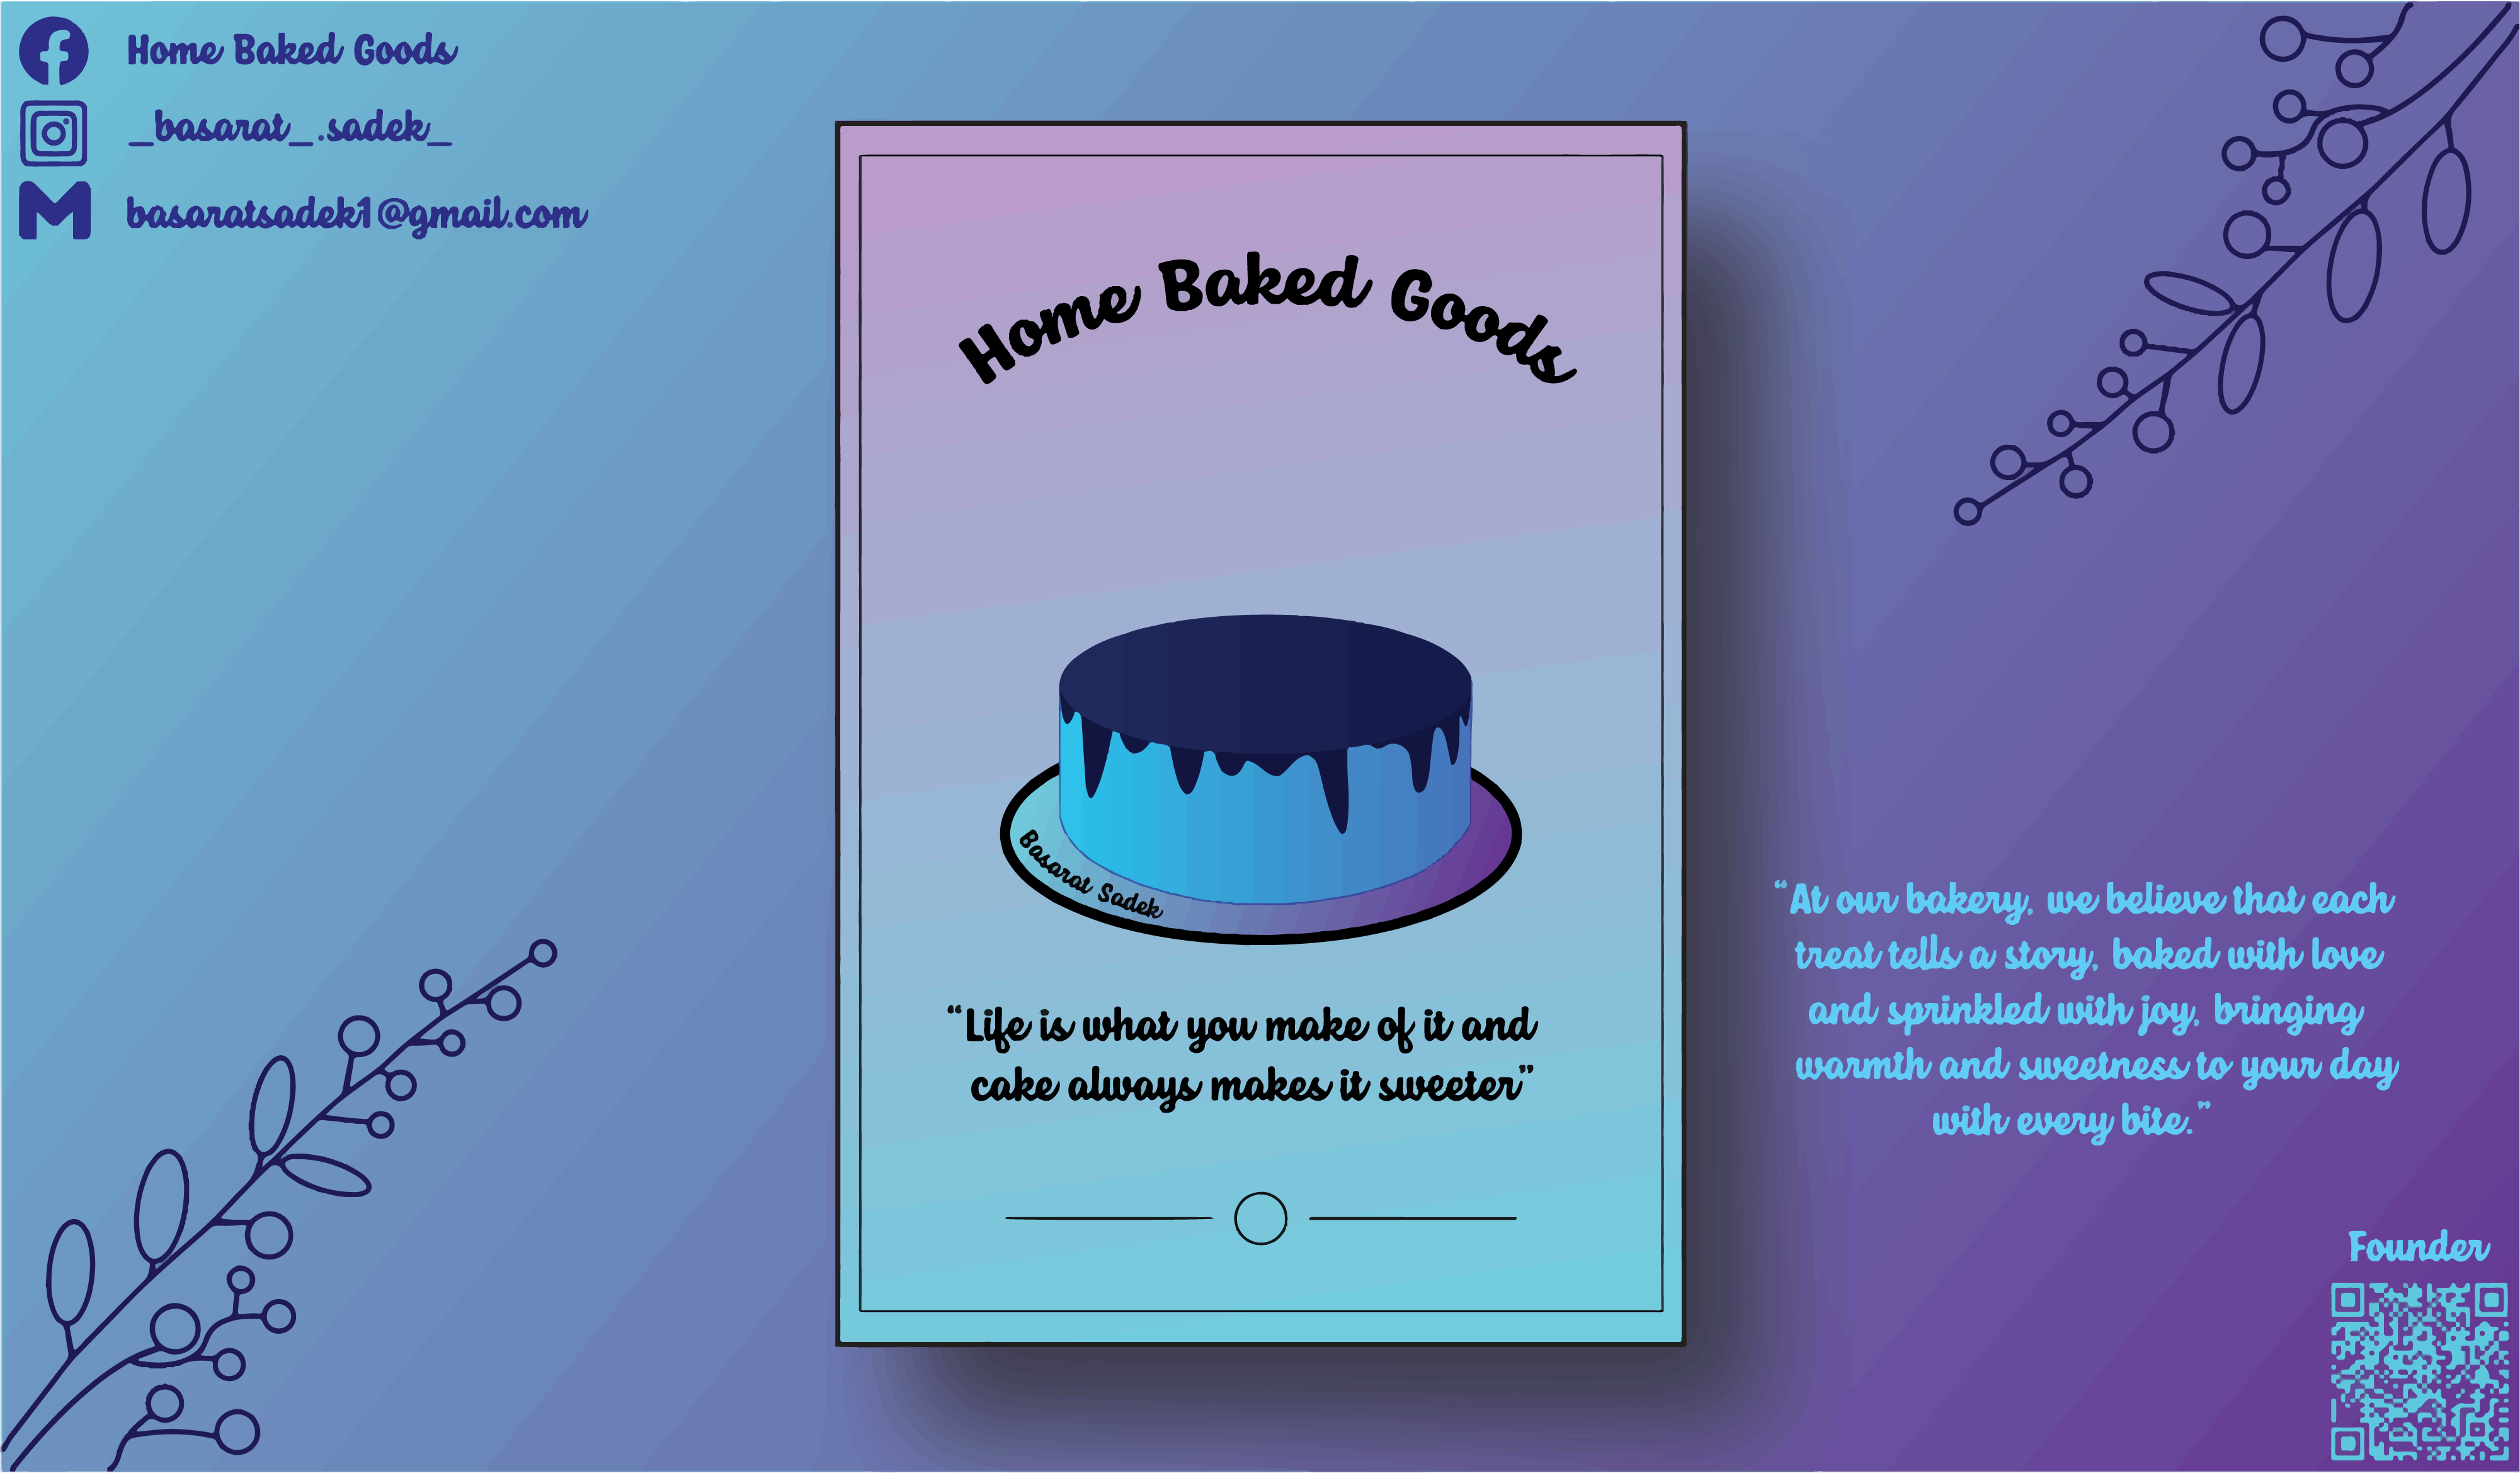 Home Baked Goods
_basarat_.sadek_
basaratsadek1@gmail.com
Home Baked Goods
Basarat Sadek
“Life is what you make of it and
cake always makes it sweeter”
“At our bakery, we believe that each
treat tells a story, baked with love
and sprinkled with joy, bringing
warmth and sweetness to your day
with every bite.”
Founder